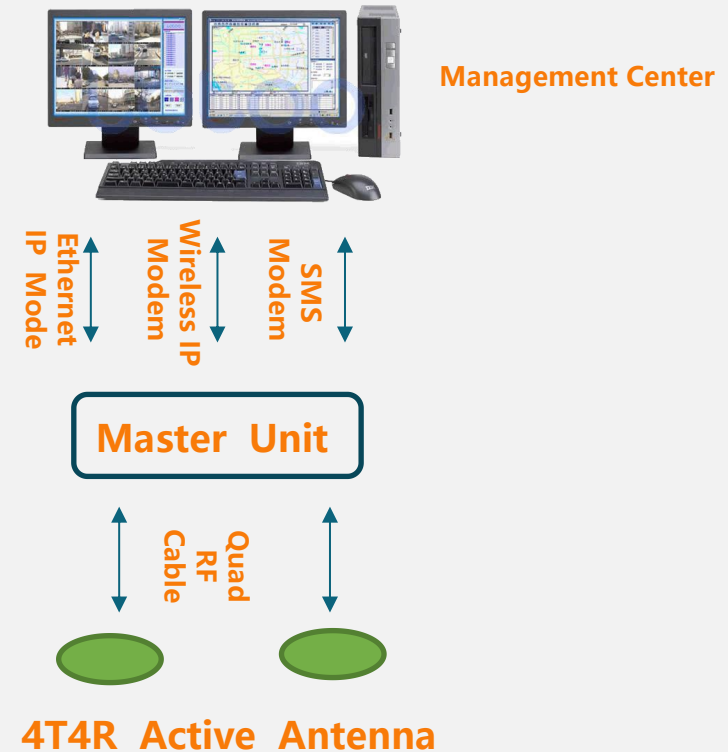 Management Center
Ethernet
IP Mode
Wireless IP
Modem
SMS
Modem
Master Unit
Quad
RF
Cable
4T4R Active Antenna